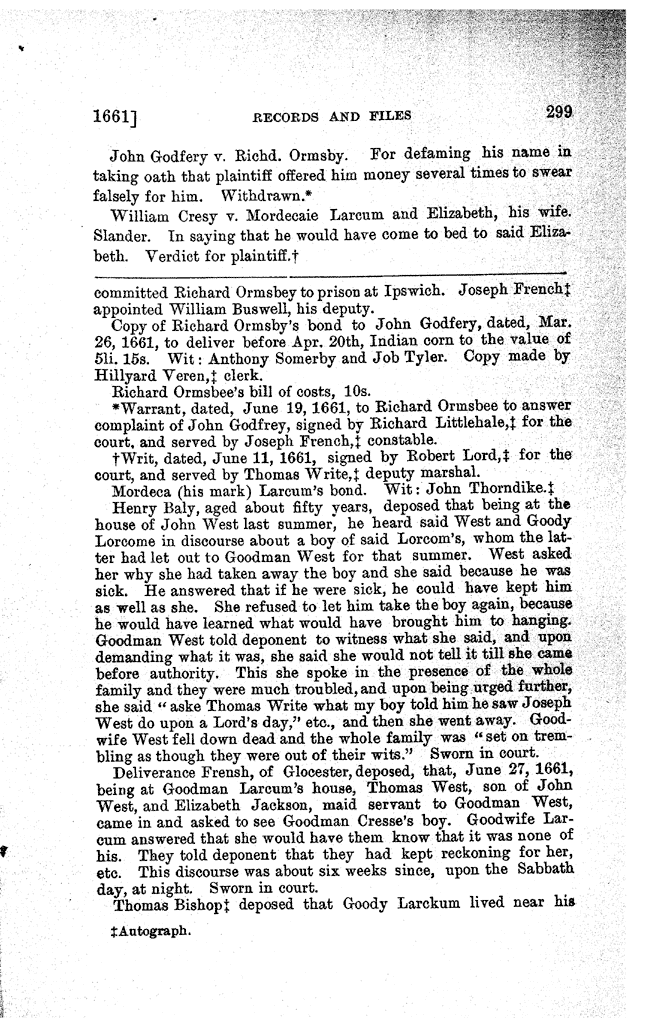 1661] RECORDS AND FILES 299
John Godfery v. Richd. Ormsby. For defaming his name in
taking oath that plaintiff offered him money several times to swear
falsely for him. Withdrawn.*
William Cresy v. Mordecaie Larcum and Elizabeth, his wife.
Slander. In saying that he would have come to bed to said Eliza-
beth. Verdict for plaintiff.†
committed Richard Ormsbey to prison at Ipswich. Joseph French‡
appointed William Buswell, his deputy.
Copy of Richard Ormsby's bond to John Godfery, dated, Mar.
26, 1661, to deliver before Apr. 20th, Indian corn to the value of
5li. 15s. Wit: Anthony Somerby and Job Tyler. Copy made by
Hillyard Veren,‡ clerk.
Richard Ormsbee's bill of costs, 10s.
*Warrant, dated, June 19, 1661, to Richard Ormsbee to answer
complaint of John Godfrey, signed by Richard Littlehale,‡ for the
court, and served by Joseph French,‡ constable.
†Writ, dated, June 11, 1661, signed by Robert Lord,‡ for the
court, and served by Thomas Write,‡ deputy marshal.
Mordeca (his mark) Larcum's bond. Wit: John Thorndike.‡
Henry Baly, aged about fifty years, deposed that being at the
house of John West last summer, he heard said West and Goody
Lorcome in discourse about a boy of said Lorcom's, whom the lat-
ter had let out to Goodman West for that summer. West asked
her why she had taken away the boy and she said because he was
sick. He answered that if he were sick, he could have kept him
as well as she. She refused to let him take the boy again, because
he would have learned what would have brought him to hanging.
Goodman West told deponent to witness what she said, and upon
demanding what it was, she said she would not tell it till she came
before authority. This she spoke in the presence of the whole
family and they were much troubled, and upon being urged further,
she said "aske Thomas Write what my boy told him he saw Joseph
West do upon a Lord's day," etc., and then she went away. Good-
wife West fell down dead and the whole family was "set on trem-
bling as though they were out of their wits." Sworn in court.
Deliverance Frensh, of Glocester, deposed, that, June 27, 1661,
being at Goodman Larcum's house, Thomas West, son of John
West, and Elizabeth Jackson, maid servant to Goodman West,
came in and asked to see Goodman Cresse's boy. Goodwife Lar-
cum answered that she would have them know that it was none of
his. They told deponent that they had kept reckoning for her,
etc. This discourse was about six weeks since, upon the Sabbath
day, at night. Sworn in court.
Thomas Bishop‡ deposed that Goody Larckum lived near his
‡Autograph.